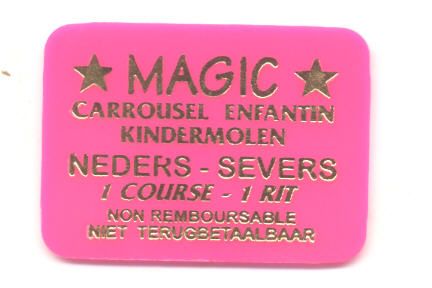 ★ MAGIC ★
CARROUSEL ENFANTIN
KINDERMOLEN
NEDERS - SEVERS
1 COURSE - 1 RIT
NON REMBOURSABLE
NIET TERUGBETAALBAAR